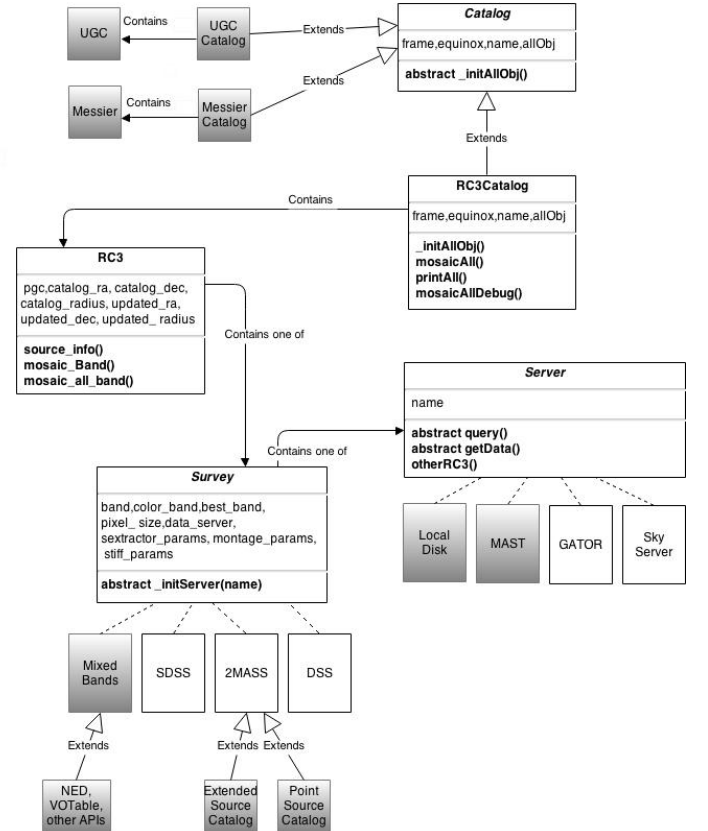 Catalog
frame,equinox,name,allObj
abstract _initAllObj()
UGC
Contains
UGC
Catalog
Extends
Messier
Contains
Messier
Catalog
Extends
Extends
RC3Catalog
frame,equinox,name,allObj
_initAllObj()
mosaicAll()
printAll()
mosaicAllDebug()
Contains
RC3
pgc,catalog_ra, catalog_dec,
catalog_radius, updated_ra,
updated_dec, updated_ radius
source_info()
mosaic_Band()
mosaic_all_band()
Contains one of
Server
name
abstract query()
abstract getData()
otherRC3()
Contains one of
Survey
band,color_band,best_band,
pixel_ size,data_server,
sextractor_params, montage_params,
stiff_params
abstract _initServer(name)
Local
Disk
MAST
GATOR
Sky
Server
Mixed
Bands
SDSS
2MASS
DSS
Extends
Extends
Extends
NED,
VOTable,
other APIs
Extended
Source
Catalog
Point
Source
Catalog